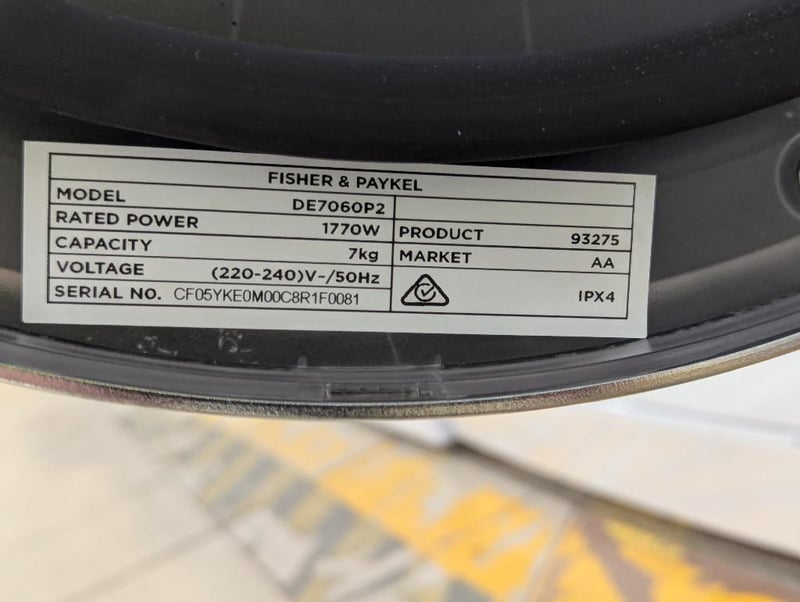 FISHER & PAYKEL
MODEL DE7060P2
RATED POWER 1770W
CAPACITY 7kg
VOLTAGE (220-240)V~/50Hz
SERIAL NO. CF05YKE0M00C8R1F0081
PRODUCT 93275
MARKET AA
IPX4